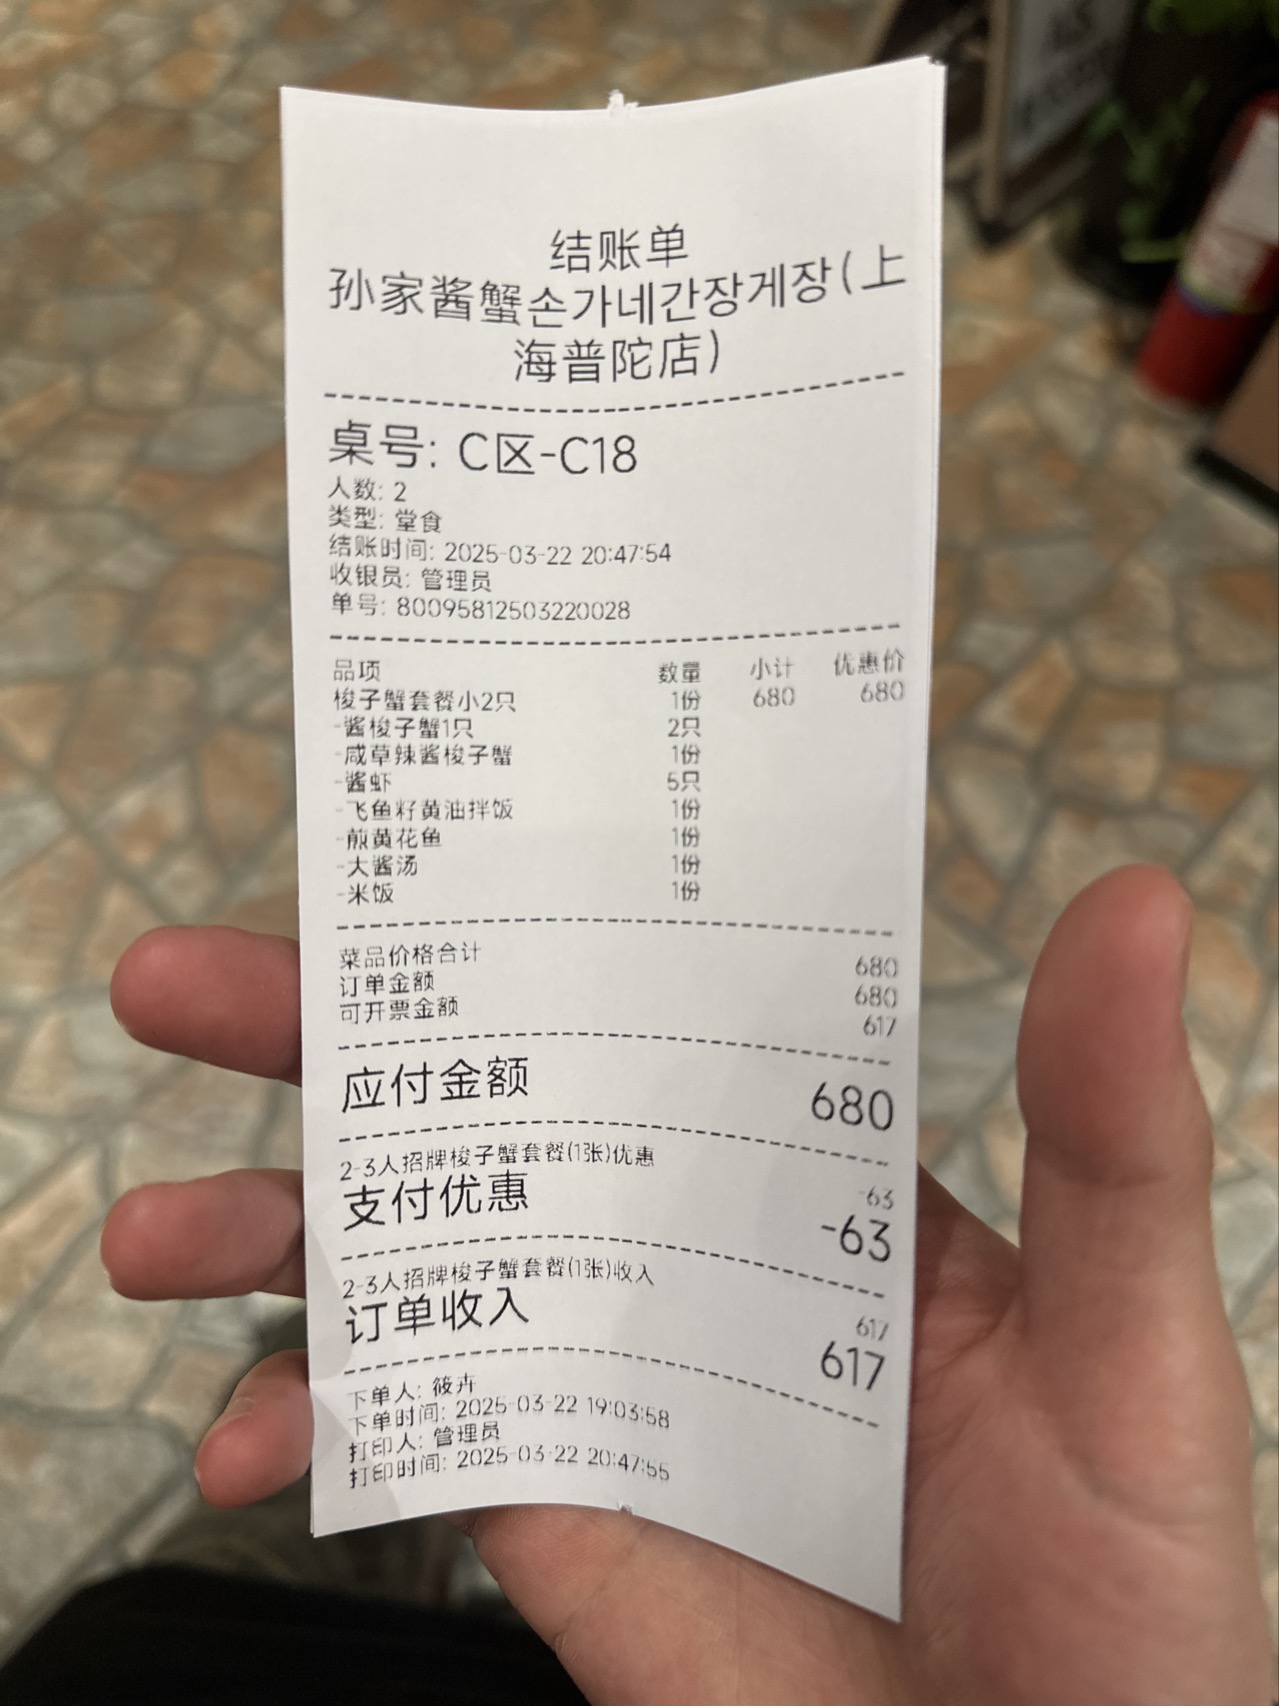 结账单
孙家酱蟹손가네간장게장(上
海普陀店)
桌号: C区-C18
人数: 2
类型: 堂食
结账时间: 2025-03-22 20:47:54
收银员: 管理员
单号: 80095812503220028
品项 数量 小计 优惠价
梭子蟹套餐小2只 1份 680 680
-酱梭子蟹1只 2只
-咸草辣酱梭子蟹 1份
-酱虾 5只
-飞鱼籽黄油拌饭 1份
-煎黄花鱼 1份
-大酱汤 1份
-米饭 1份
菜品价格合计 680
订单金额 680
可开票金额 617
应付金额 680
2-3人招牌梭子蟹套餐(1张)优惠 -63
支付优惠 -63
2-3人招牌梭子蟹套餐(1张)收入 617
订单收入 617
下单人: 筱卉
下单时间: 2025-03-22 19:03:58
打印人: 管理员
打印时间: 2025-03-22 20:47:55